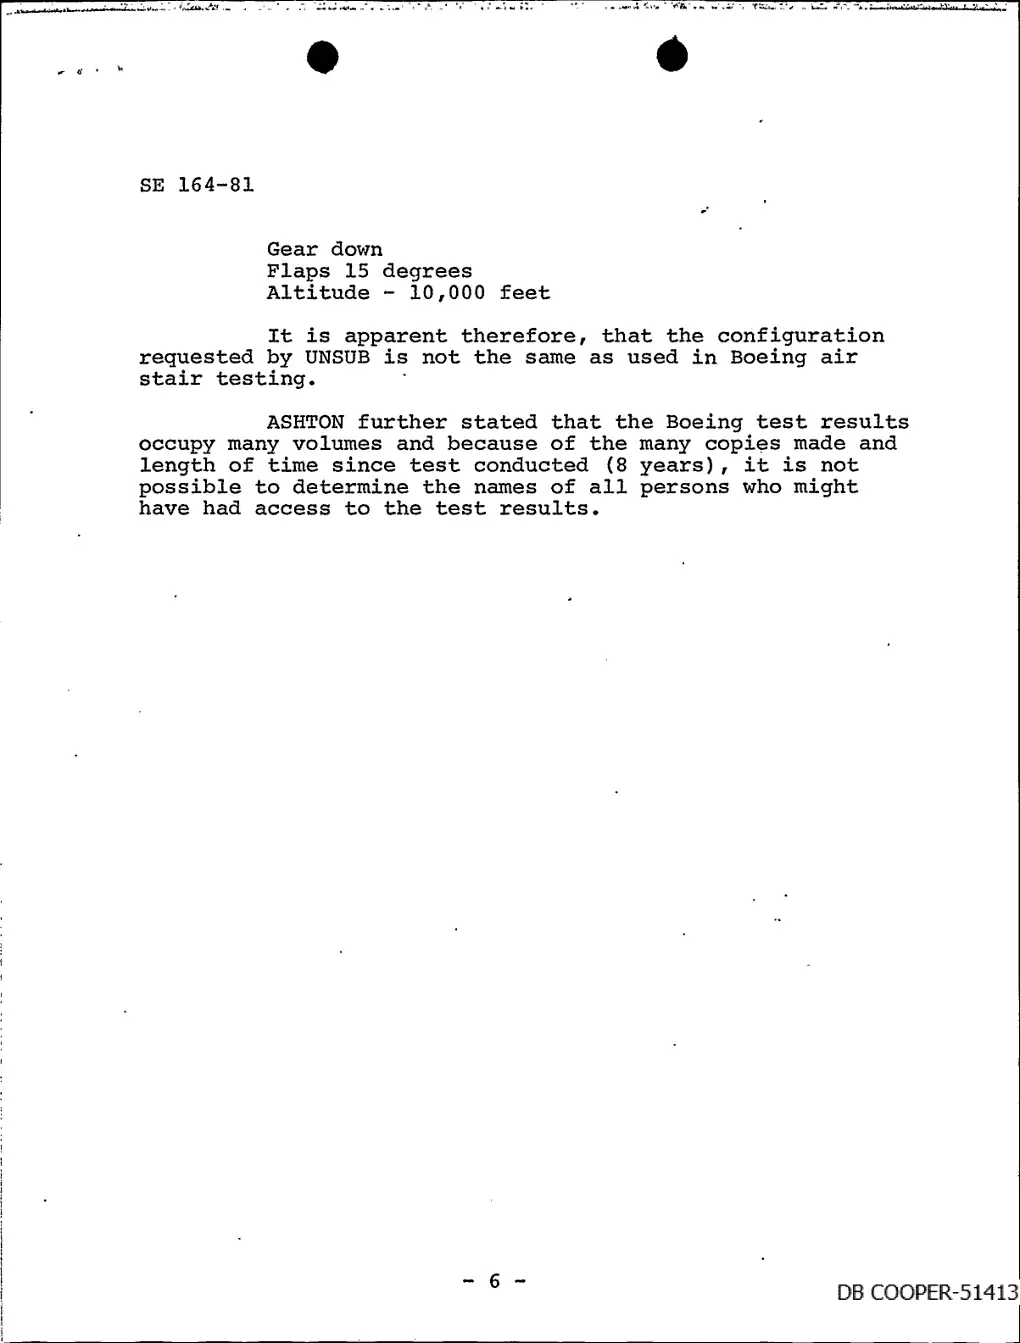 SE 164-81
Gear down
Flaps 15 degrees
Altitude - 10,000 feet
It is apparent therefore, that the configuration
requested by UNSUB is not the same as used in Boeing air
stair testing.
ASHTON further stated that the Boeing test results
occupy many volumes and because of the many copies made and
length of time since test conducted (8 years), it is not
possible to determine the names of all persons who might
have had access to the test results.
- 6 -
DB COOPER-51413